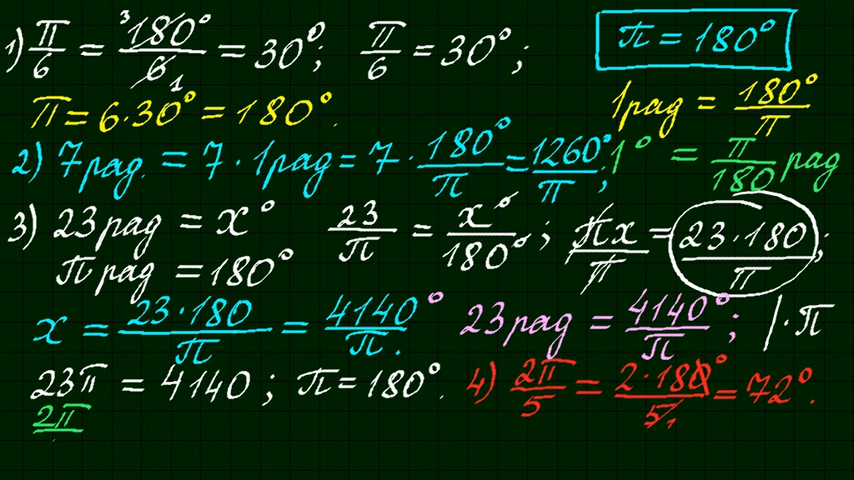 1) π/6 = 180°/6 = 30°; π/6 = 30°; π = 180°
π = 6·30° = 180°. 1рад = 180°/π
2) 7рад. = 7 · 1рад = 7 · 180°/π = 1260°/π; 1° = π/180 рад
3) 23рад = x° 23/π = x°/180°; πx/π = 23·180/π;
π рад = 180°
x = 23·180/π = 4140°/π. 23рад = 4140°/π; | · π
23π = 4140; π = 180°. 4) 2π/5 = 2·180°/5 = 72°.
2π